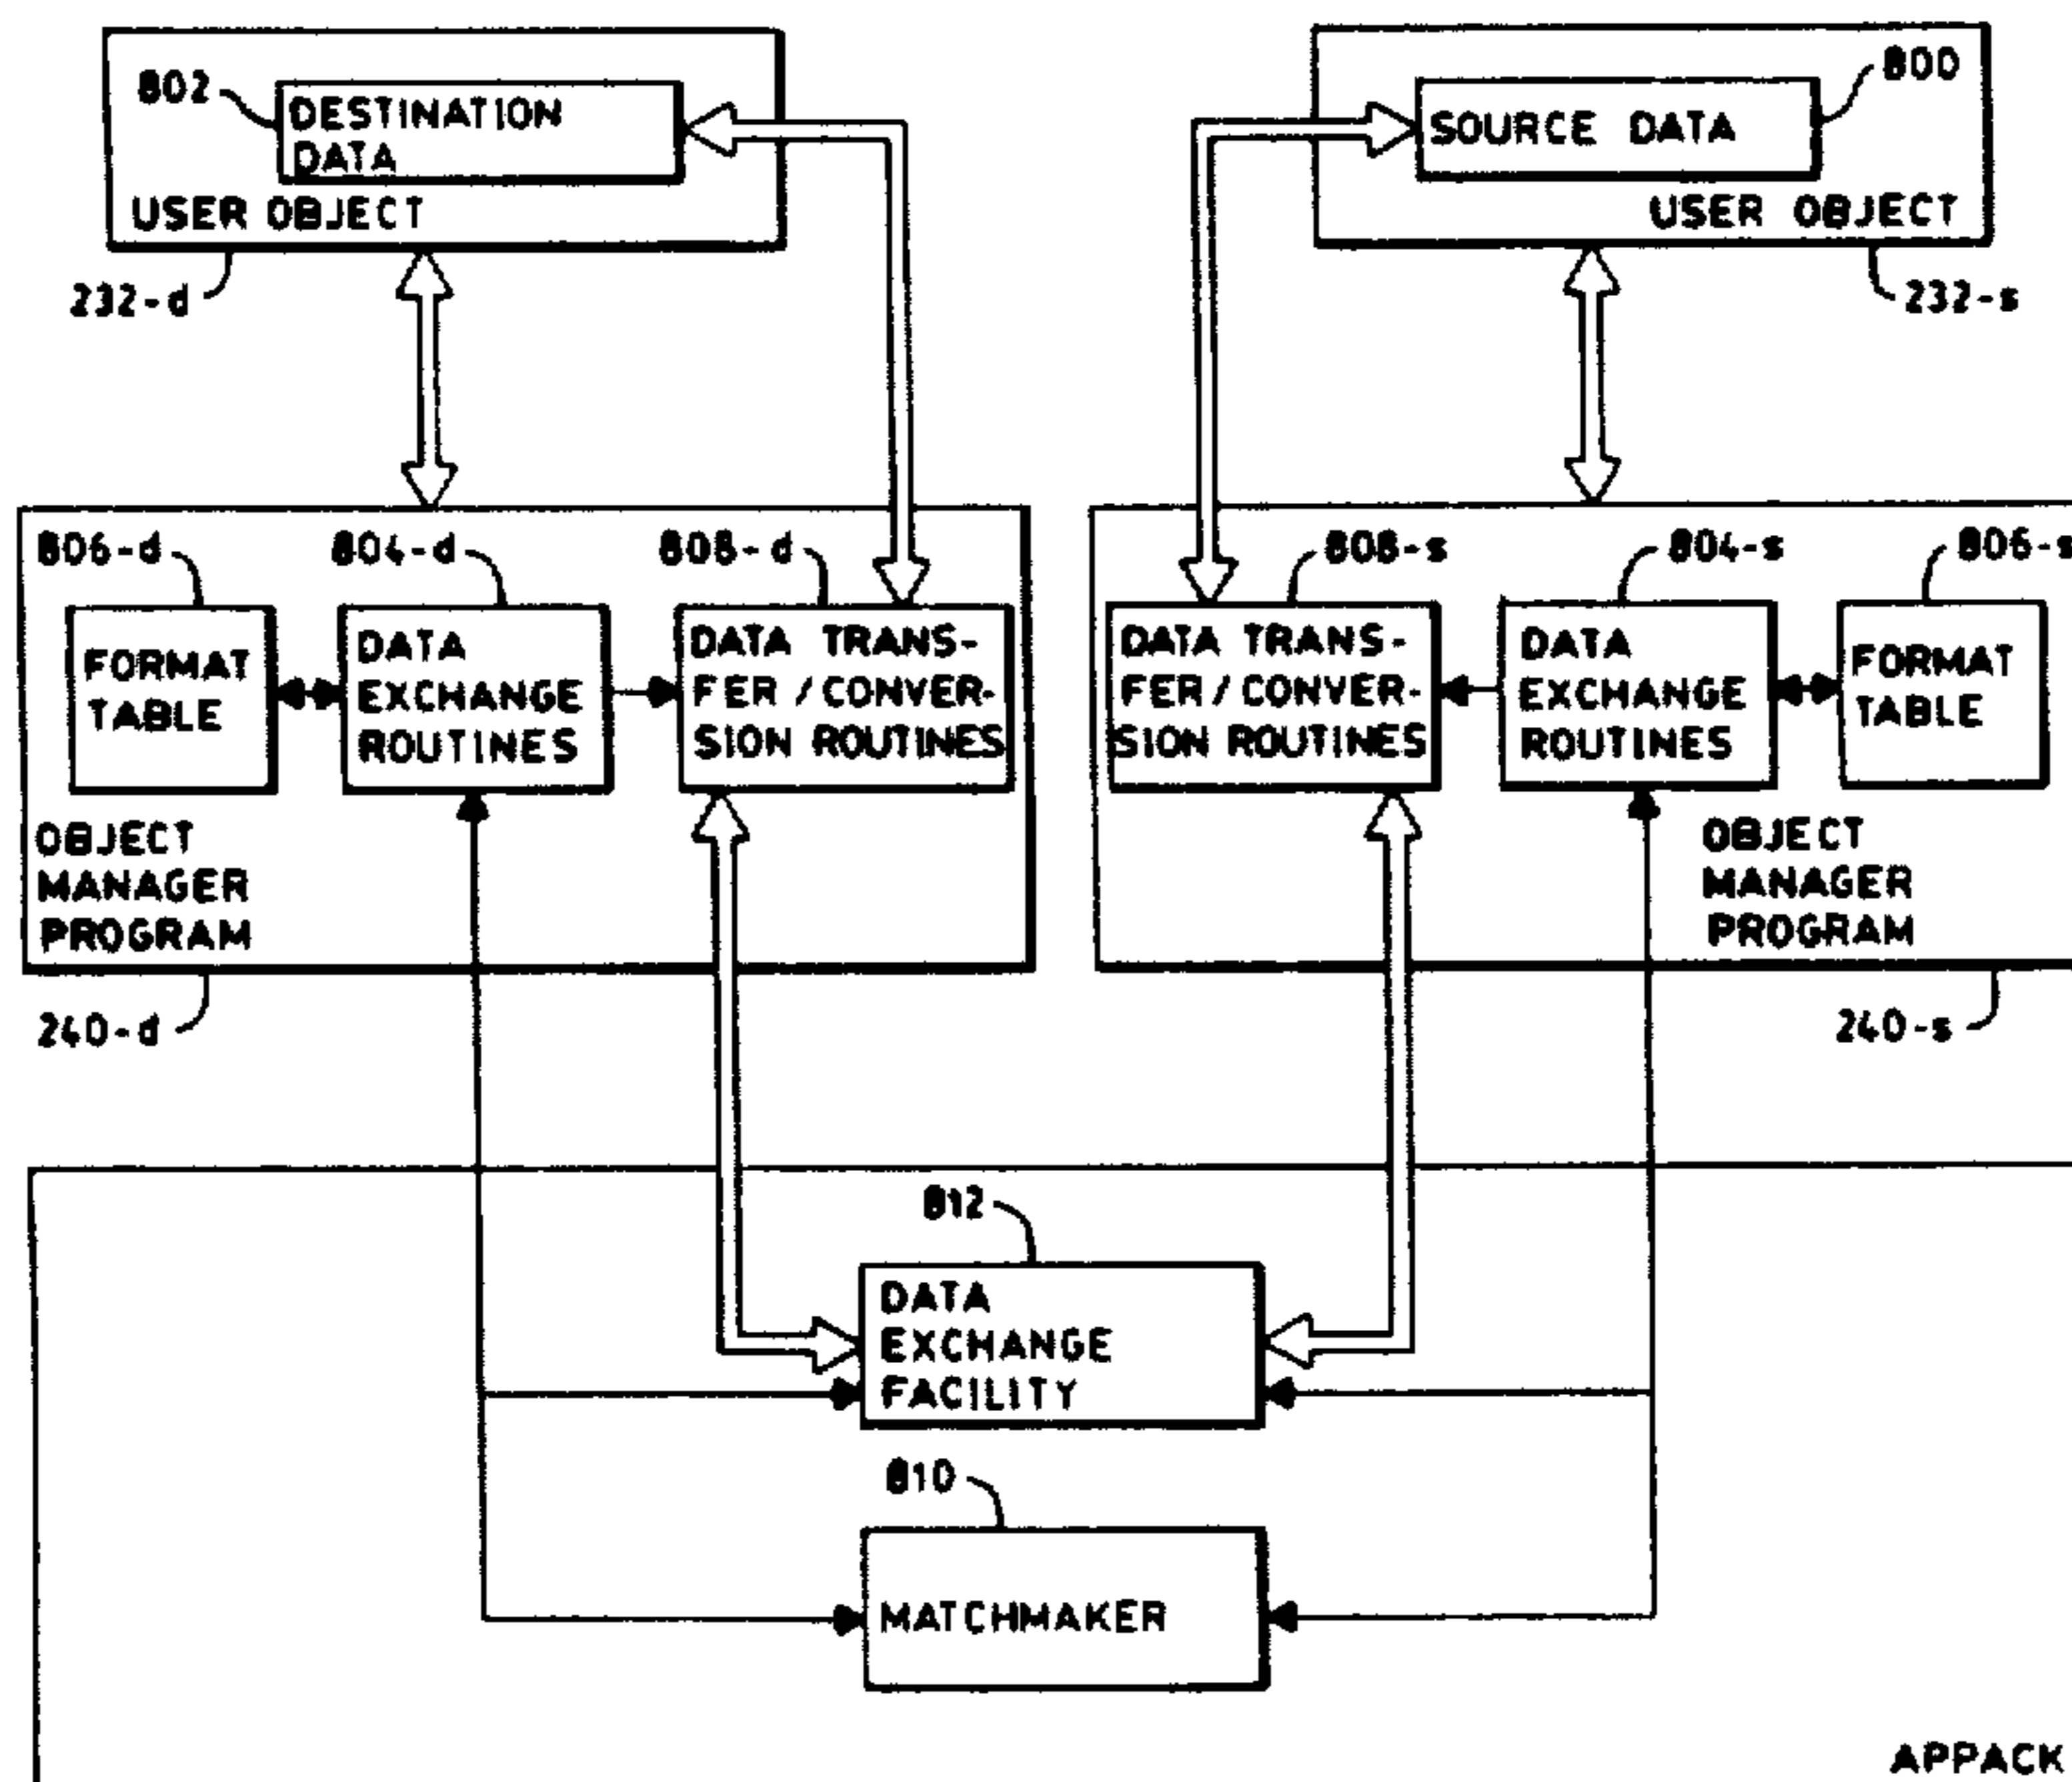 802
DESTINATION
DATA
USER OBJECT
232-d
800
SOURCE DATA
USER OBJECT
232-s
806-d
804-d
808-d
FORMAT
TABLE
DATA
EXCHANGE
ROUTINES
DATA TRANS-
FER/CONVER-
SION ROUTINES
OBJECT
MANAGER
PROGRAM
240-d
808-s
804-s
806-s
DATA TRANS-
FER/CONVER-
SION ROUTINES
DATA
EXCHANGE
ROUTINES
FORMAT
TABLE
OBJECT
MANAGER
PROGRAM
240-s
812
DATA
EXCHANGE
FACILITY
810
MATCHMAKER
APPACK